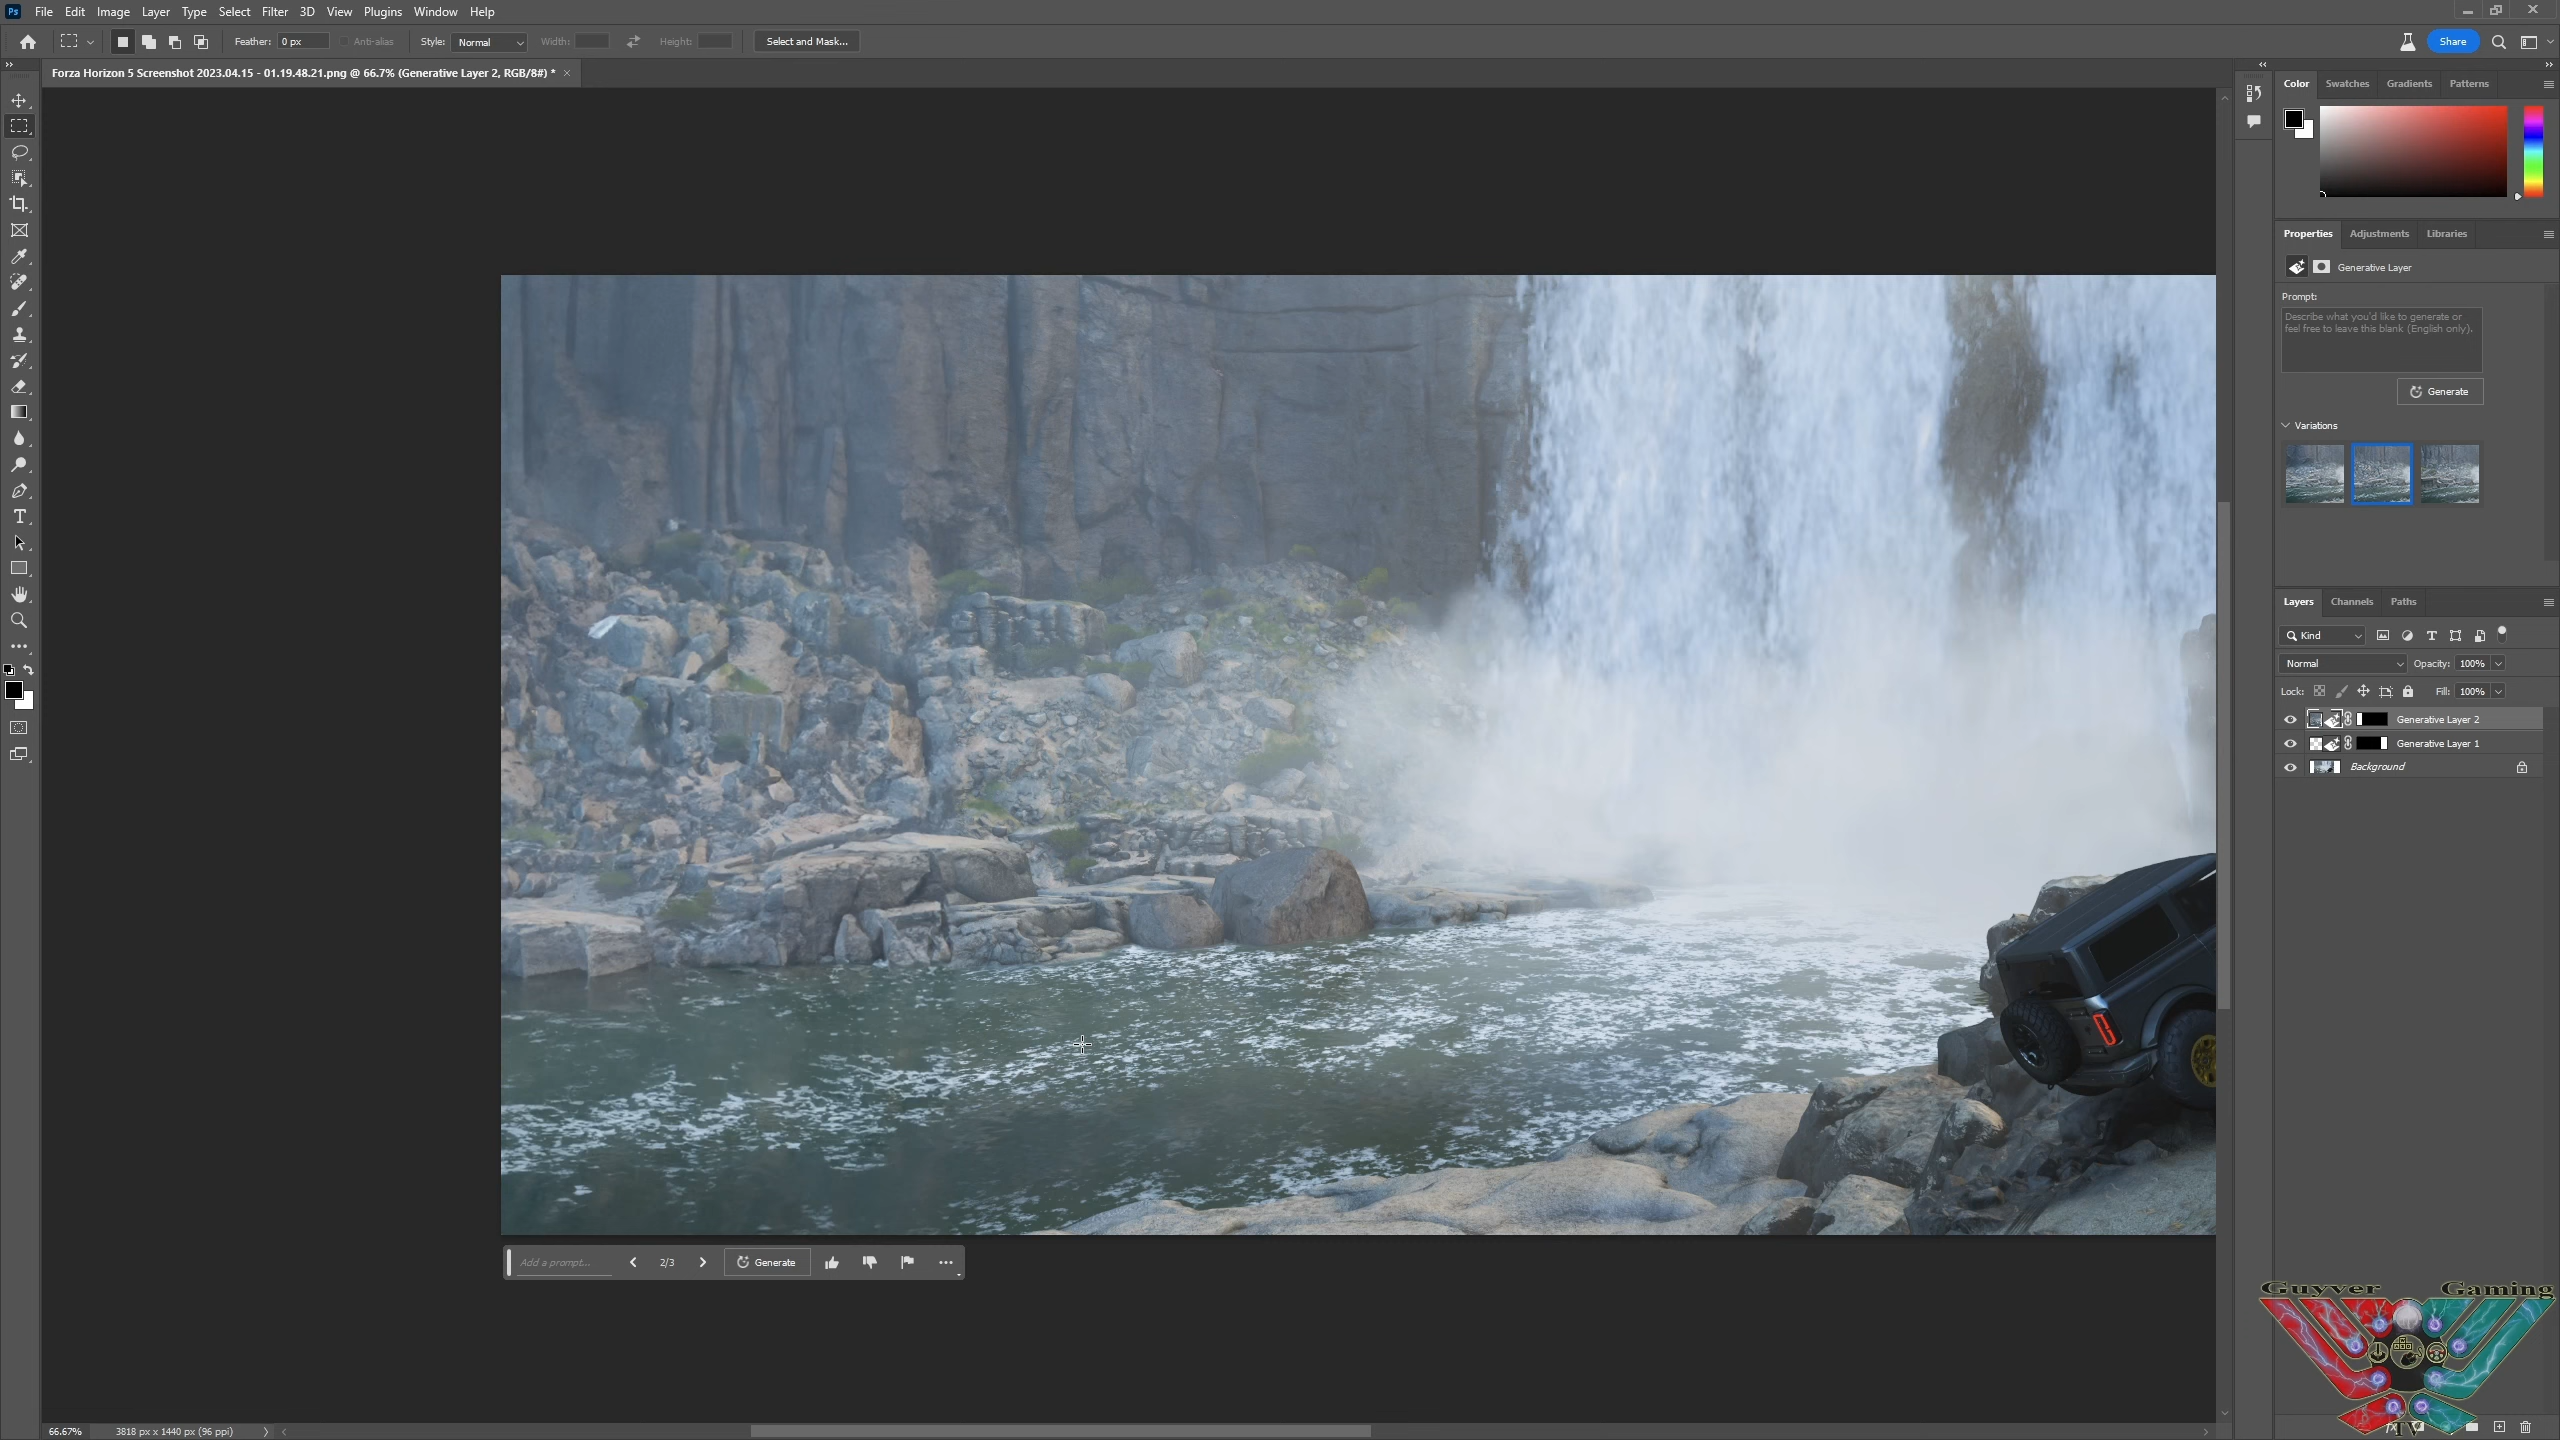 Ps File Edit Image Layer Type Select Filter 3D View Plugins Window Help
Feather: 0 px Anti-alias Style: Normal Width: Height: Select and Mask... Share
Forza Horizon 5 Screenshot 2023.04.15 - 01.19.48.21.png @ 66.7% (Generative Layer 2, RGB/8#) *
Color Swatches Gradients Patterns
Properties Adjustments Libraries
Generative Layer
Prompt:
Describe what you'd like to generate or
feel free to leave this blank (English only).
Generate
Variations
Layers Channels Paths
Kind
Normal Opacity: 100%
Lock: Fill: 100%
Generative Layer 2
Generative Layer 1
Background
Add a prompt... 2/3 Generate
Guyver Gaming
TV
66.67% 3818 px x 1440 px (96 ppi)